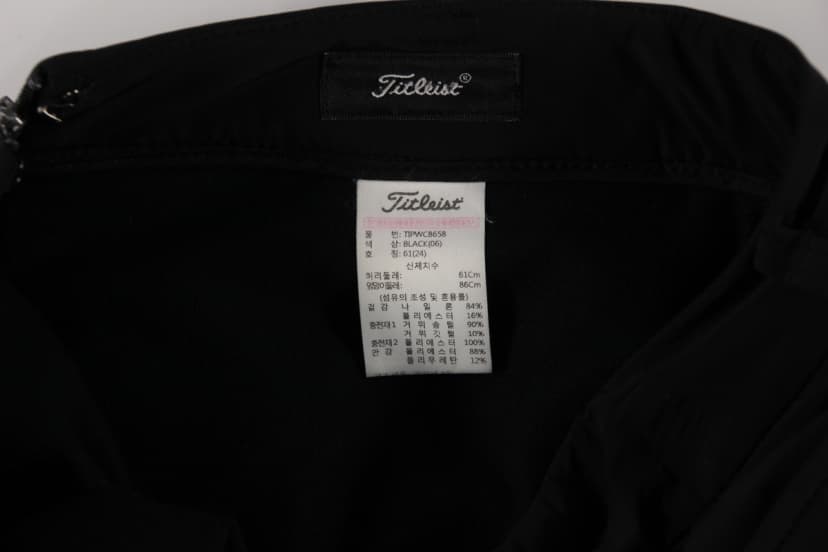 Titleist®
Titleist
품 번: TIPWCB658
색 상: BLACK(06)
호 칭: 61(24)
신체치수
허리둘레: 61Cm
엉덩이둘레: 86Cm
(섬유의 조성 및 혼용률)
겉 감 나 일 론 84%
폴 리 에 스 터 16%
충전재1 거 위 솜 털 90%
거 위 깃 털 10%
충전재2 폴 리 에 스 터 100%
안 감 폴 리 에 스 터 88%
폴 리 우 레 탄 12%